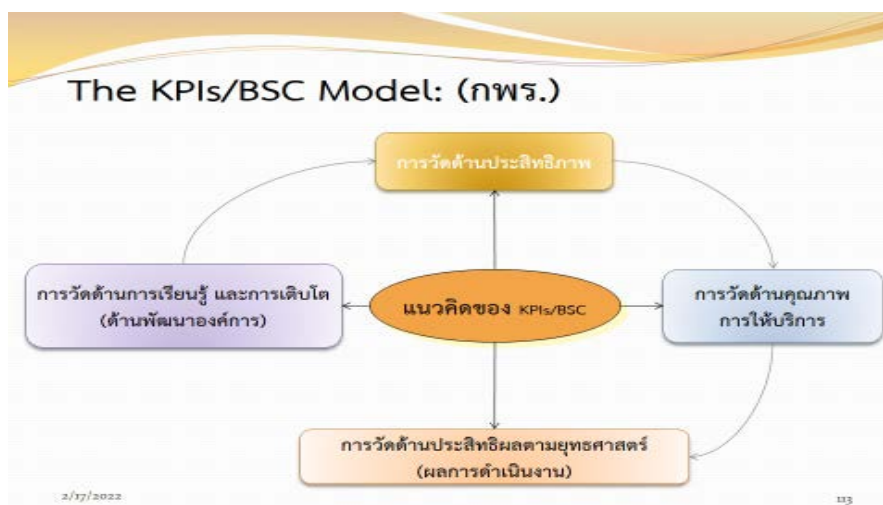 The KPIs/BSC Model: (กพร.)
การวัดด้านประสิทธิภาพ
การวัดด้านการเรียนรู้ และการเติบโต
(ด้านพัฒนาองค์การ)
แนวคิดของ KPIs/BSC
การวัดด้านคุณภาพ
การให้บริการ
การวัดด้านประสิทธิผลตามยุทธศาสตร์
(ผลการดำเนินงาน)
2/17/2022
113